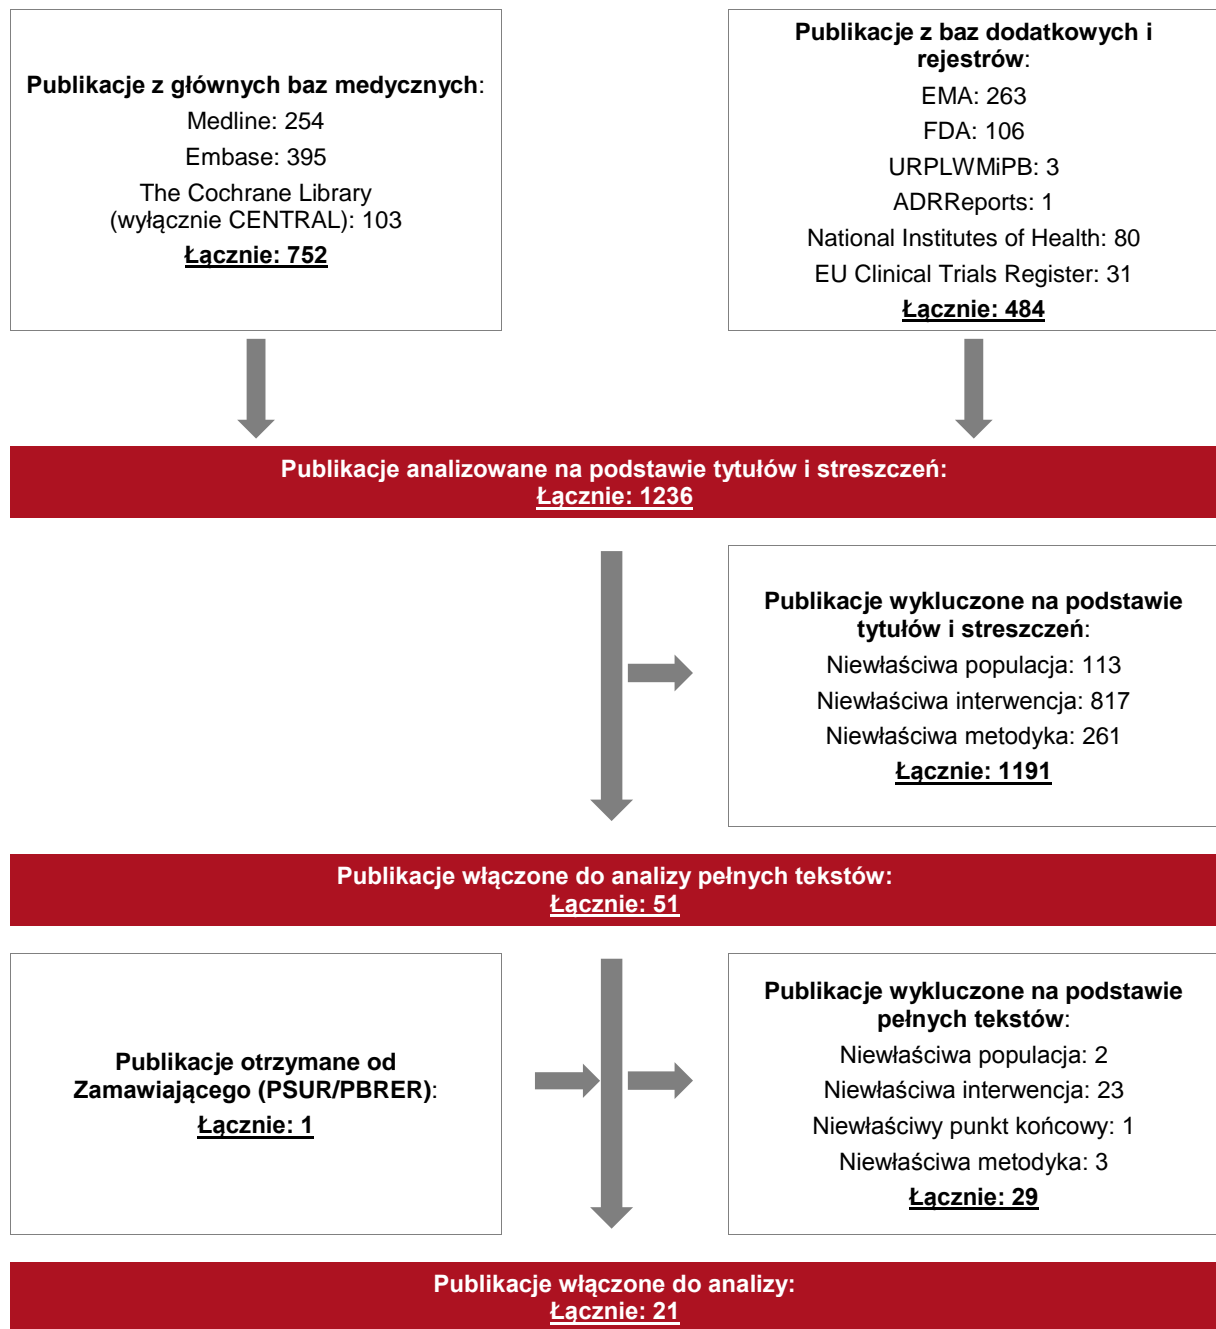 Publikacje z głównych baz medycznych:
Medline: 254
Embase: 395
The Cochrane Library
(wyłącznie CENTRAL): 103
Łącznie: 752
Publikacje z baz dodatkowych i
rejestrów:
EMA: 263
FDA: 106
URPLWMiPB: 3
ADRReports: 1
National Institutes of Health: 80
EU Clinical Trials Register: 31
Łącznie: 484
Publikacje analizowane na podstawie tytułów i streszczeń:
Łącznie: 1236
Publikacje wykluczone na podstawie
tytułów i streszczeń:
Niewłaściwa populacja: 113
Niewłaściwa interwencja: 817
Niewłaściwa metodyka: 261
Łącznie: 1191
Publikacje włączone do analizy pełnych tekstów:
Łącznie: 51
Publikacje otrzymane od
Zamawiającego (PSUR/PBRER):
Łącznie: 1
Publikacje wykluczone na podstawie
pełnych tekstów:
Niewłaściwa populacja: 2
Niewłaściwa interwencja: 23
Niewłaściwy punkt końcowy: 1
Niewłaściwa metodyka: 3
Łącznie: 29
Publikacje włączone do analizy:
Łącznie: 21